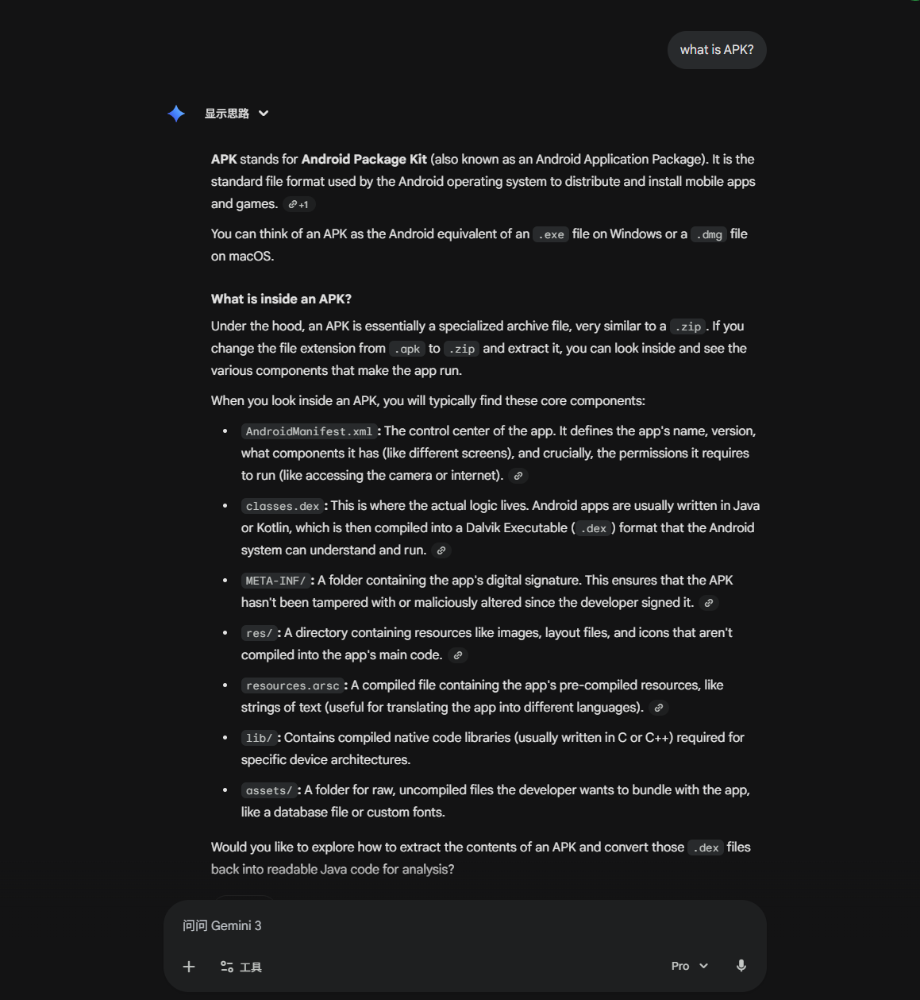 what is APK?
显示思路
APK stands for Android Package Kit (also known as an Android Application Package). It is the
standard file format used by the Android operating system to distribute and install mobile apps
and games. +1
You can think of an APK as the Android equivalent of an .exe file on Windows or a .dmg file
on macOS.
What is inside an APK?
Under the hood, an APK is essentially a specialized archive file, very similar to a .zip. If you
change the file extension from .apk to .zip and extract it, you can look inside and see the
various components that make the app run.
When you look inside an APK, you will typically find these core components:
• AndroidManifest.xml: The control center of the app. It defines the app's name, version,
what components it has (like different screens), and crucially, the permissions it requires
to run (like accessing the camera or internet).
• classes.dex: This is where the actual logic lives. Android apps are usually written in Java
or Kotlin, which is then compiled into a Dalvik Executable (.dex) format that the Android
system can understand and run.
• META-INF/: A folder containing the app's digital signature. This ensures that the APK
hasn't been tampered with or maliciously altered since the developer signed it.
• res/: A directory containing resources like images, layout files, and icons that aren't
compiled into the app's main code.
• resources.arsc: A compiled file containing the app's pre-compiled resources, like
strings of text (useful for translating the app into different languages).
• lib/: Contains compiled native code libraries (usually written in C or C++) required for
specific device architectures.
• assets/: A folder for raw, uncompiled files the developer wants to bundle with the app,
like a database file or custom fonts.
Would you like to explore how to extract the contents of an APK and convert those .dex files
back into readable Java code for analysis?
问问 Gemini 3
工具
Pro